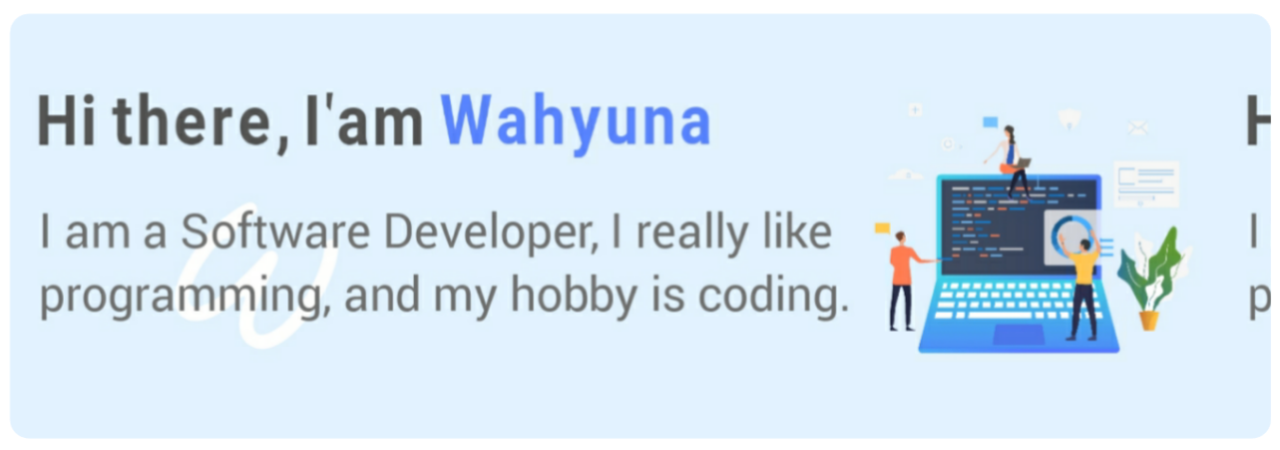 Hi there, I'am Wahyuna
I am a Software Developer, I really like
programming, and my hobby is coding.
H
I
p